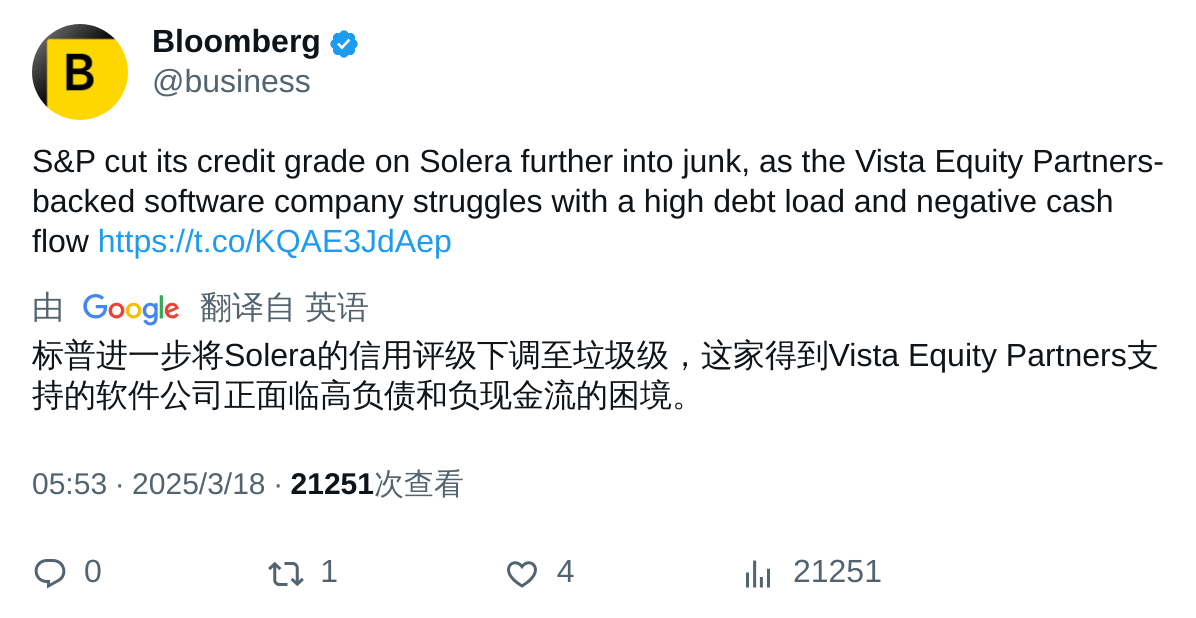 B
Bloomberg
@business
S&P cut its credit grade on Solera further into junk, as the Vista Equity Partners-
backed software company struggles with a high debt load and negative cash
flow https://t.co/KQAE3JdAep
由 Google 翻译自 英语
标普进一步将Solera的信用评级下调至垃圾级，这家得到Vista Equity Partners支
持的软件公司正面临高负债和负现金流的困境。
05:53 · 2025/3/18 · 21251次查看
0 1 4 21251